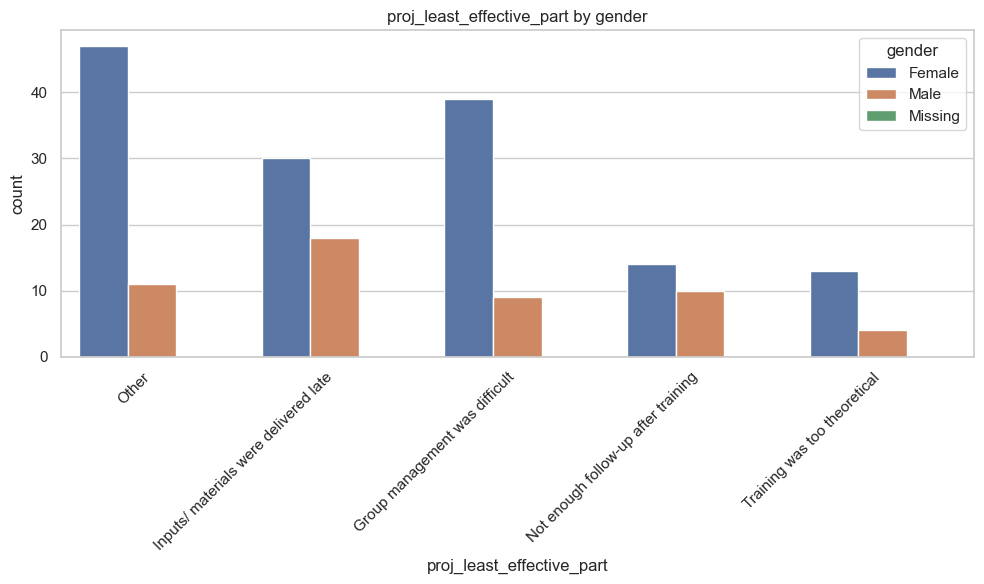 proj_least_effective_part by gender
gender
Female
Male
Missing
count
40
30
20
10
0
Other
Inputs/ materials were delivered late
Group management was difficult
Not enough follow-up after training
Training was too theoretical
proj_least_effective_part